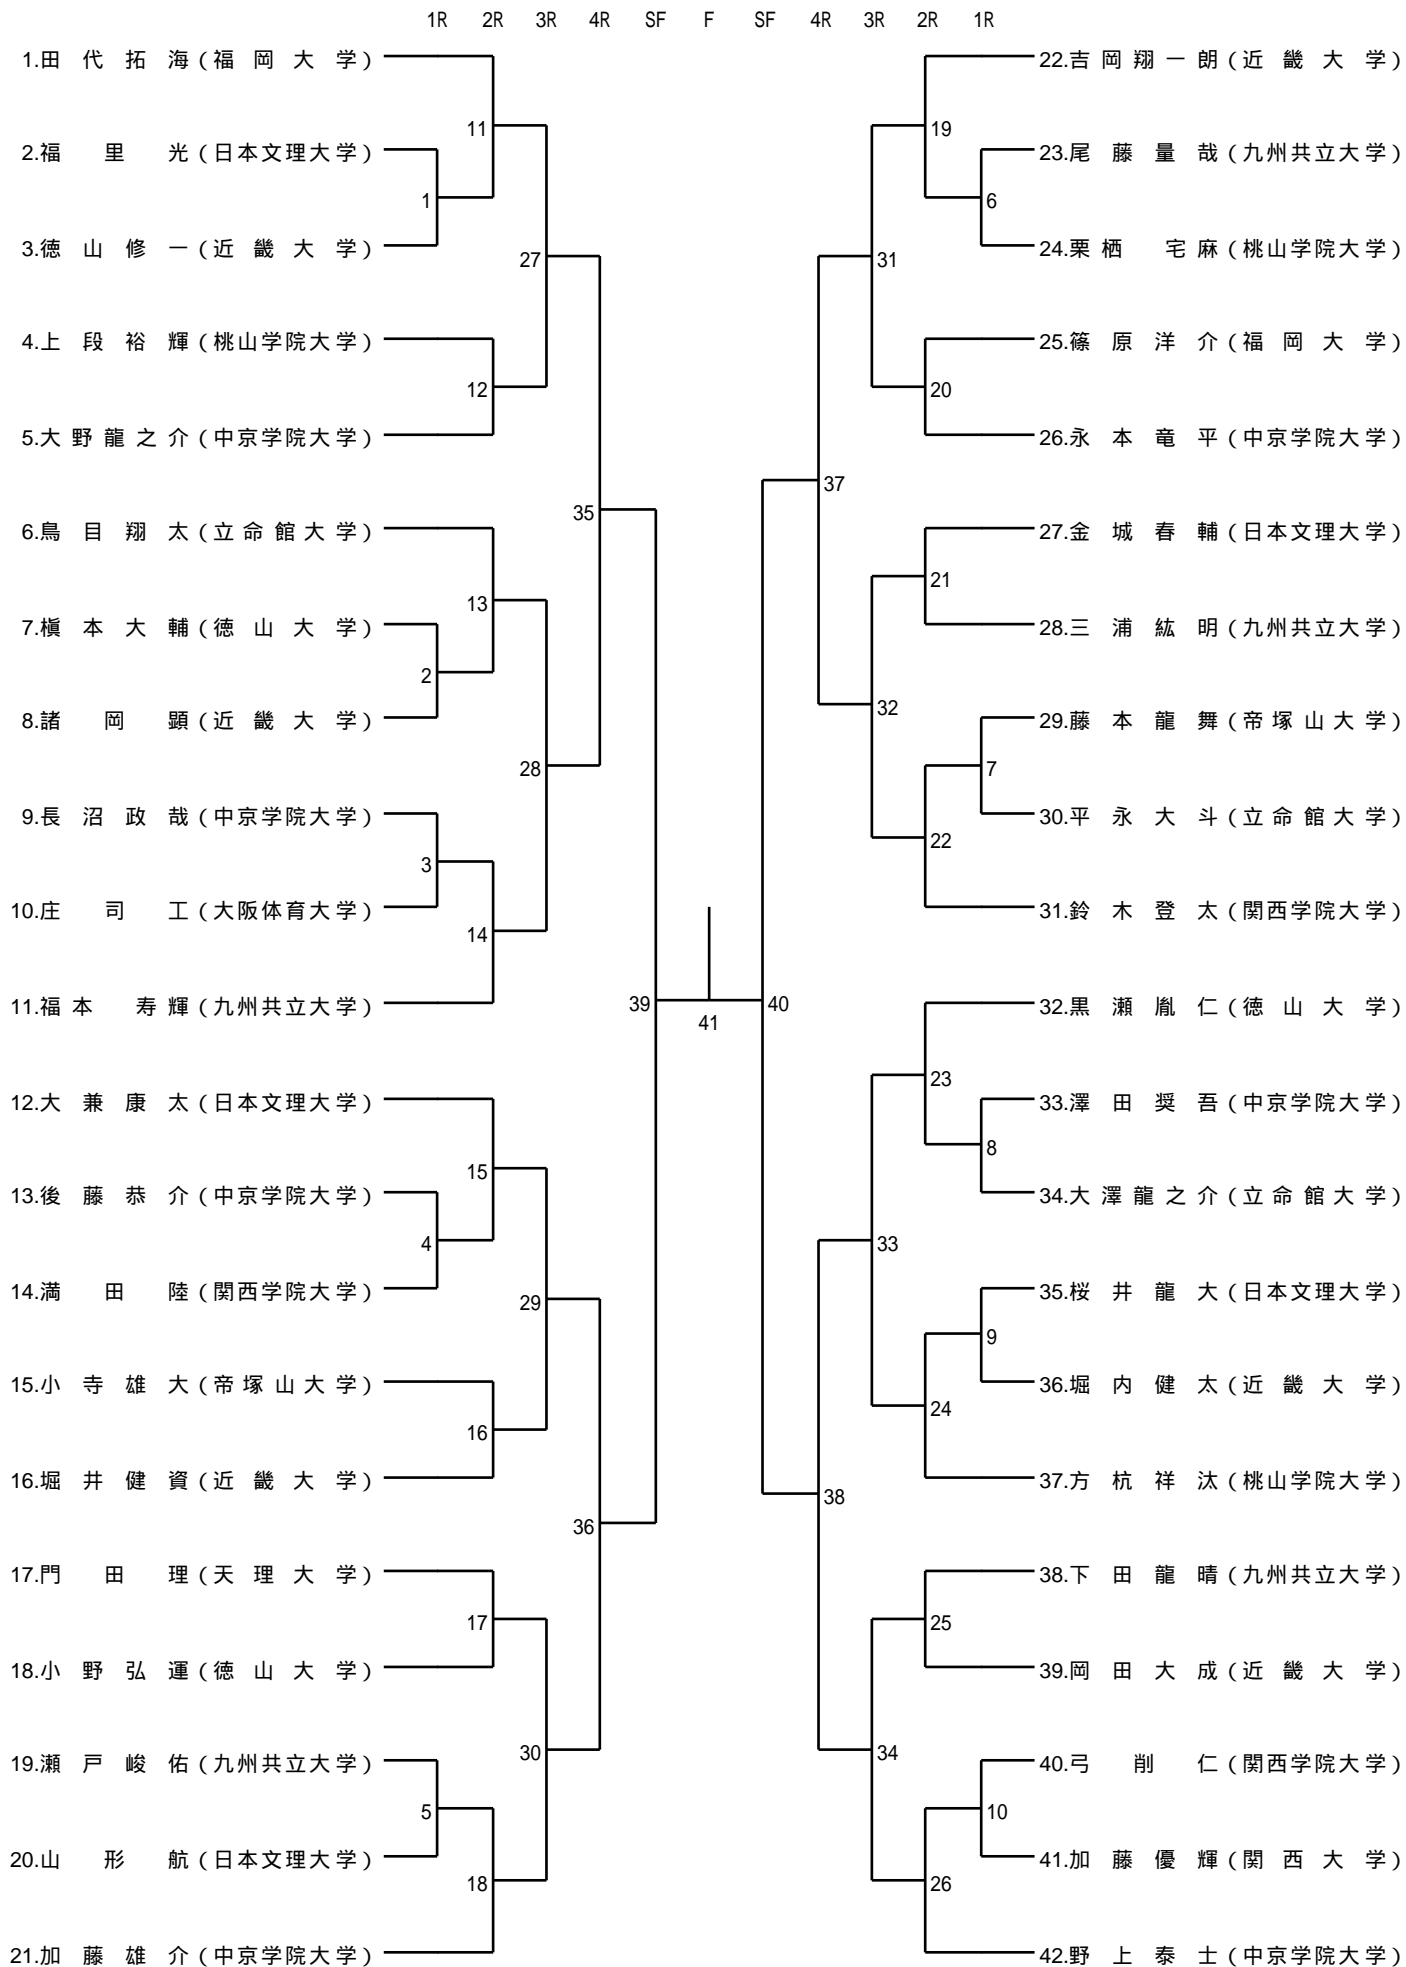 1R 2R 3R 4R SF F SF 4R 3R 2R 1R
1.田代拓海(福岡大学)
2.福里光(日本文理大学)
3.徳山修一(近畿大学)
4.上段裕輝(桃山学院大学)
5.大野龍之介(中京学院大学)
6.鳥目翔太(立命館大学)
7.槇本大輔(徳山大学)
8.諸岡顕(近畿大学)
9.長沼政哉(中京学院大学)
10.庄司工(大阪体育大学)
11.福本寿輝(九州共立大学)
12.大兼康太(日本文理大学)
13.後藤恭介(中京学院大学)
14.満田陸(関西学院大学)
15.小寺雄大(帝塚山大学)
16.堀井健資(近畿大学)
17.門田理(天理大学)
18.小野弘運(徳山大学)
19.瀬戸峻佑(九州共立大学)
20.山形航(日本文理大学)
21.加藤雄介(中京学院大学)
1
2
3
4
5
11
12
13
14
15
16
17
18
27
28
29
30
35
36
39
41
40
37
38
31
32
33
34
19
20
21
22
23
24
25
26
6
7
8
9
10
22.吉岡翔一朗(近畿大学)
23.尾藤量哉(九州共立大学)
24.栗栖宅麻(桃山学院大学)
25.篠原洋介(福岡大学)
26.永本竜平(中京学院大学)
27.金城春輔(日本文理大学)
28.三浦紘明(九州共立大学)
29.藤本龍舞(帝塚山大学)
30.平永大斗(立命館大学)
31.鈴木登太(関西学院大学)
32.黒瀬胤仁(徳山大学)
33.澤田奨吾(中京学院大学)
34.大澤龍之介(立命館大学)
35.桜井龍大(日本文理大学)
36.堀内健太(近畿大学)
37.方杭祥汰(桃山学院大学)
38.下田龍晴(九州共立大学)
39.岡田大成(近畿大学)
40.弓削仁(関西学院大学)
41.加藤優輝(関西大学)
42.野上泰士(中京学院大学)